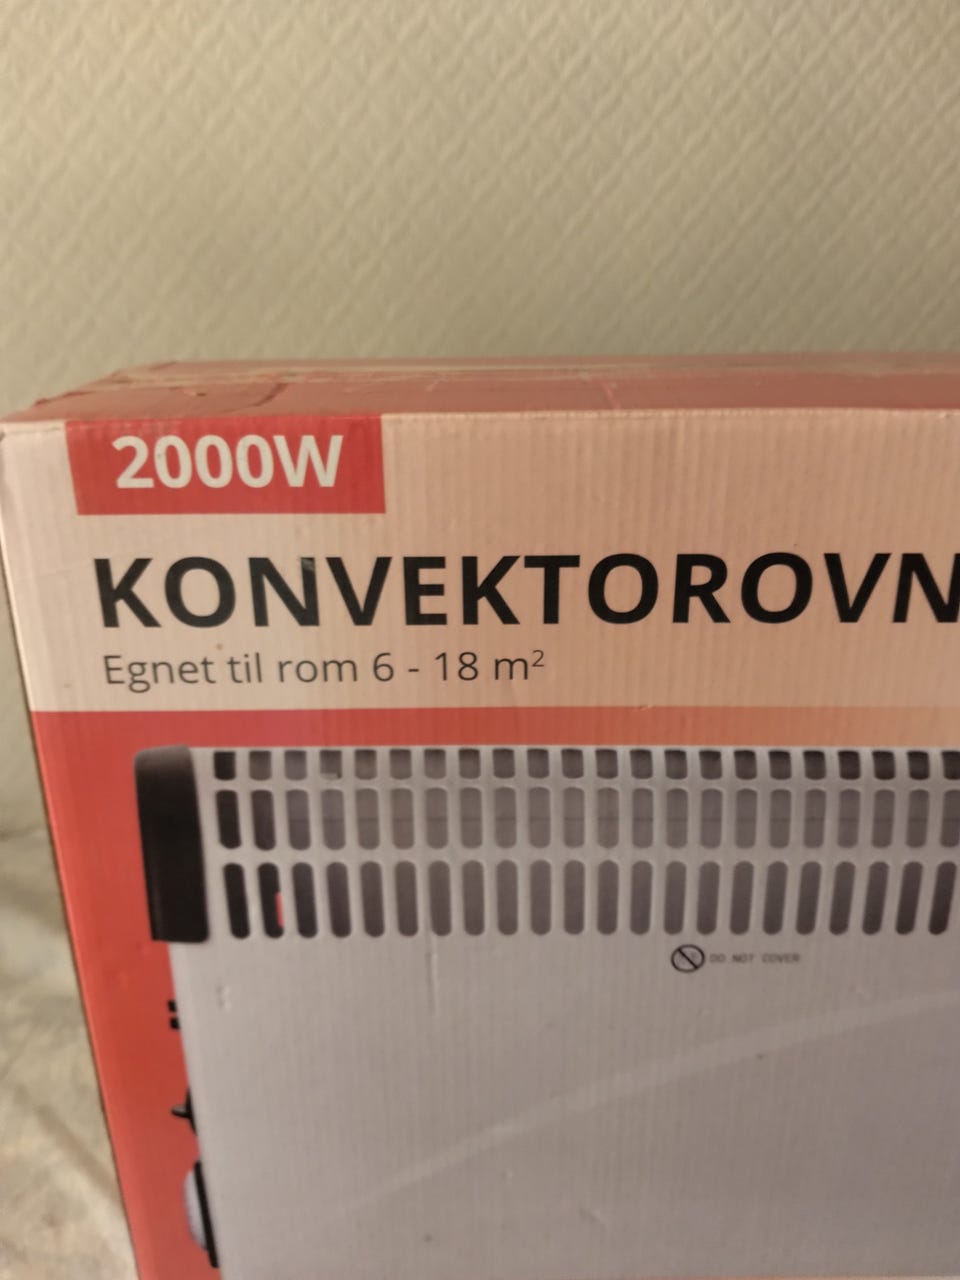 2000W
KONVEKTOROVN
Egnet til rom 6 - 18 m²
DO NOT COVER